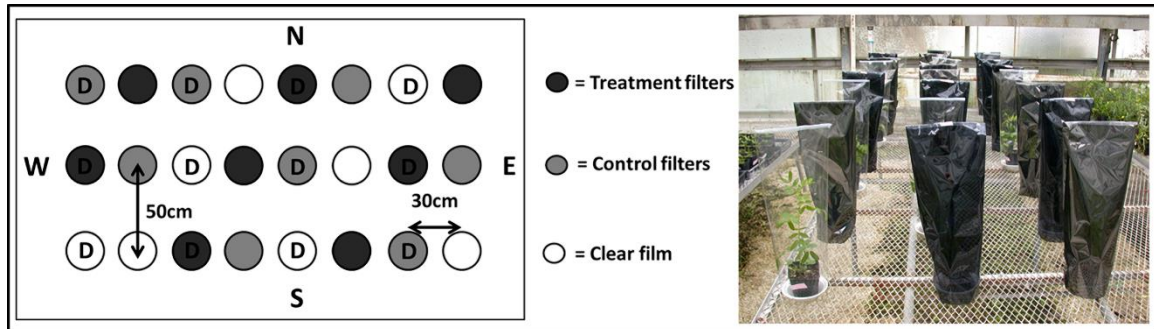 N
D D D D
= Treatment filters
W D D D D E
= Control filters
50cm
30cm
D D D D
= Clear film
S